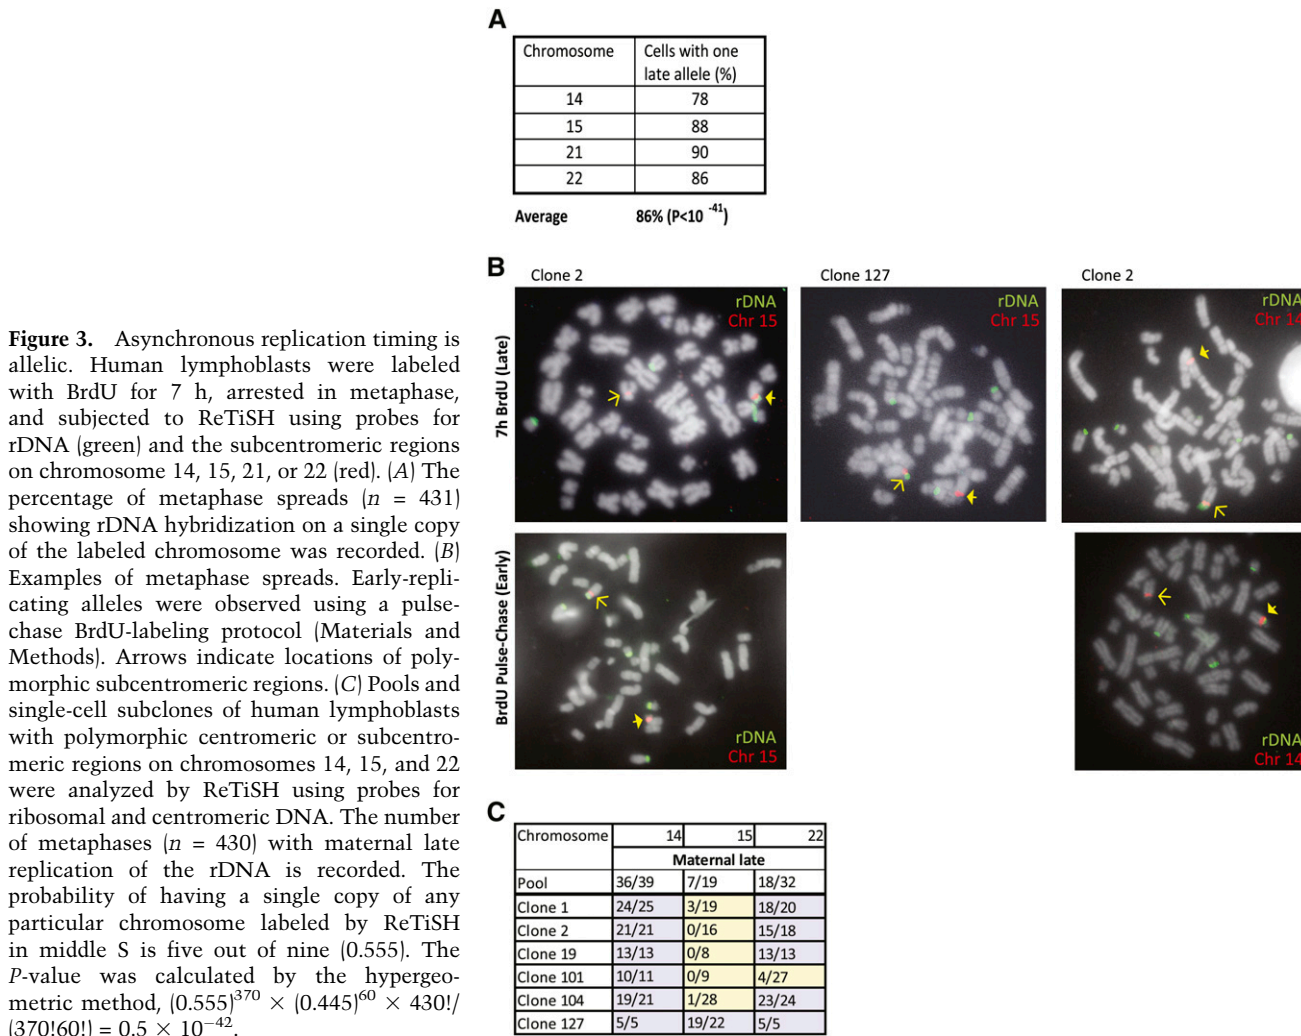 Figure 3. Asynchronous replication timing is
allelic. Human lymphoblasts were labeled
with BrdU for 7 h, arrested in metaphase,
and subjected to ReTiSH using probes for
rDNA (green) and the subcentromeric regions
on chromosome 14, 15, 21, or 22 (red). (A) The
percentage of metaphase spreads (n = 431)
showing rDNA hybridization on a single copy
of the labeled chromosome was recorded. (B)
Examples of metaphase spreads. Early-repli-
cating alleles were observed using a pulse-
chase BrdU-labeling protocol (Materials and
Methods). Arrows indicate locations of poly-
morphic subcentromeric regions. (C) Pools and
single-cell subclones of human lymphoblasts
with polymorphic centromeric or subcentro-
meric regions on chromosomes 14, 15, and 22
were analyzed by ReTiSH using probes for
ribosomal and centromeric DNA. The number
of metaphases (n = 430) with maternal late
replication of the rDNA is recorded. The
probability of having a single copy of any
particular chromosome labeled by ReTiSH
in middle S is five out of nine (0.555). The
P-value was calculated by the hypergeo-
metric method, (0.555)^370 × (0.445)^60 × 430!/
(370!60!) = 0.5 × 10^−42.
A
Chromosome Cells with one
late allele (%)
14 78
15 88
21 90
22 86
Average 86% (P<10 -41)
B
Clone 2 Clone 127 Clone 2
7h BrdU (Late)
rDNA
Chr 15
rDNA
Chr 15
rDNA
Chr 14
BrdU Pulse-Chase (Early)
rDNA
Chr 15
rDNA
Chr 14
C
Chromosome 14 15 22
Maternal late
Pool 36/39 7/19 18/32
Clone 1 24/25 3/19 18/20
Clone 2 21/21 0/16 15/18
Clone 19 13/13 0/8 13/13
Clone 101 10/11 0/9 4/27
Clone 104 19/21 1/28 23/24
Clone 127 5/5 19/22 5/5